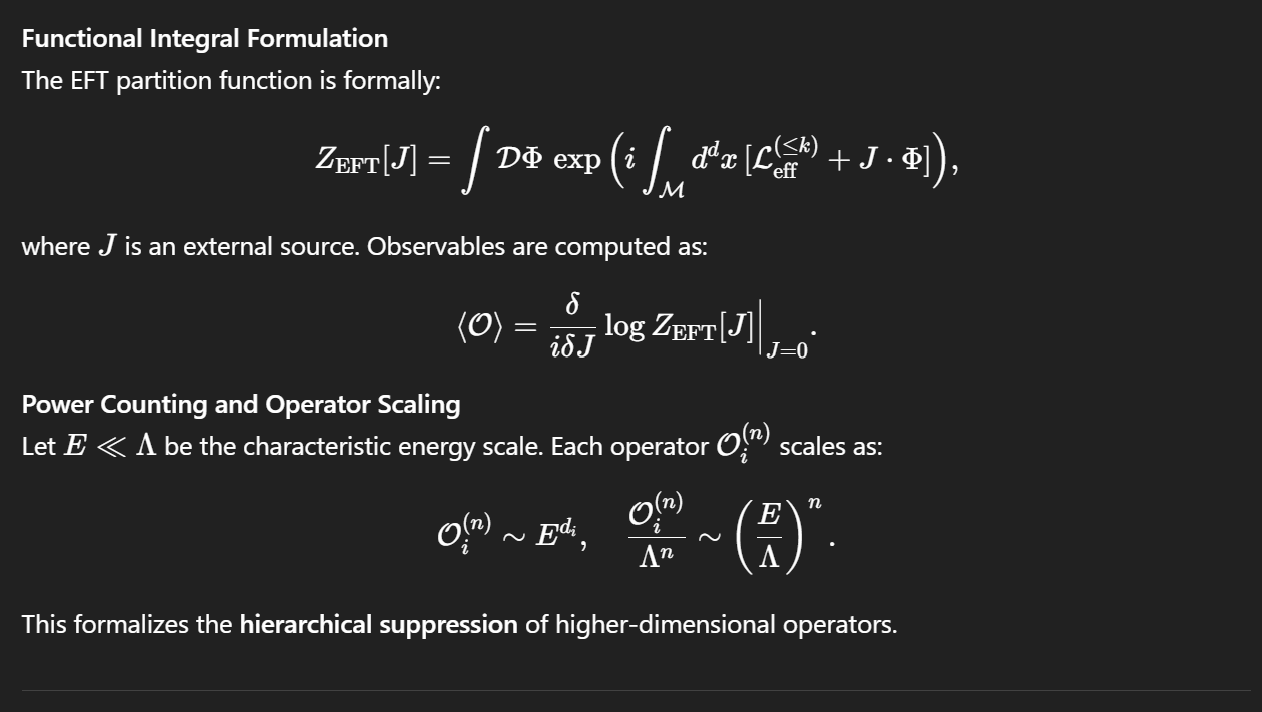 Functional Integral Formulation
The EFT partition function is formally:
Z_EFT[J] = ∫ 𝒟Φ exp(i ∫_ℳ d^d x [ℒ_eff^(≤k) + J · Φ]),
where J is an external source. Observables are computed as:
⟨𝒪⟩ = δ/(iδJ) log Z_EFT[J]|_{J=0}.
Power Counting and Operator Scaling
Let E ≪ Λ be the characteristic energy scale. Each operator 𝒪_i^(n) scales as:
𝒪_i^(n) ~ E^{d_i}, 𝒪_i^(n)/Λ^n ~ (E/Λ)^n.
This formalizes the hierarchical suppression of higher-dimensional operators.